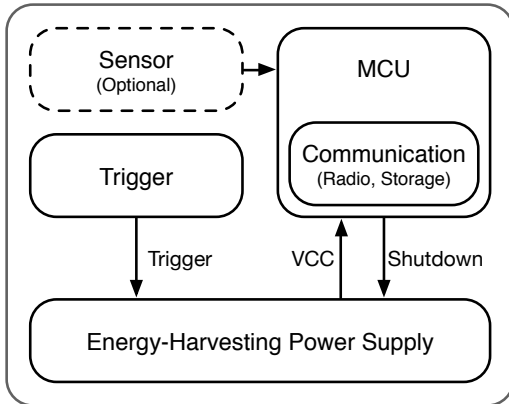 Sensor
(Optional)
MCU
Communication
(Radio, Storage)
Trigger
Trigger
VCC
Shutdown
Energy-Harvesting Power Supply